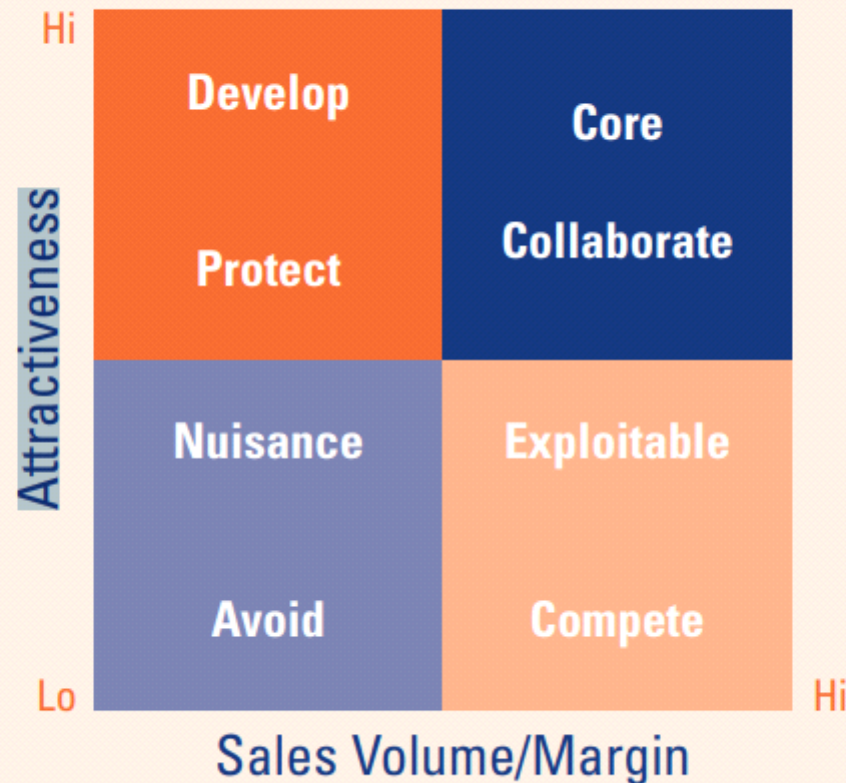 Hi
Develop
Protect
Core
Collaborate
Attractiveness
Nuisance
Avoid
Exploitable
Compete
Lo
Hi
Sales Volume/Margin